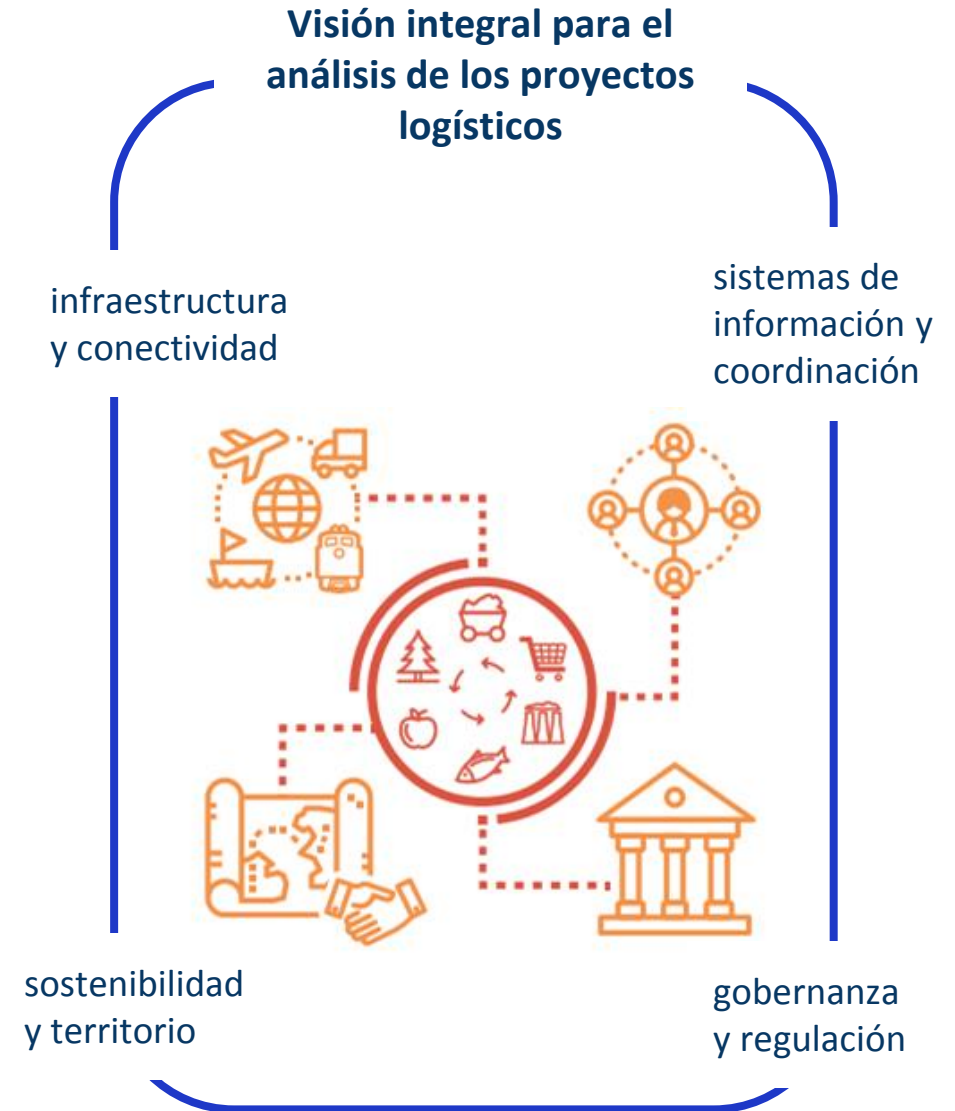 Visión integral para el
análisis de los proyectos
logísticos
infraestructura
y conectividad
sistemas de
información y
coordinación
sostenibilidad
y territorio
gobernanza
y regulación